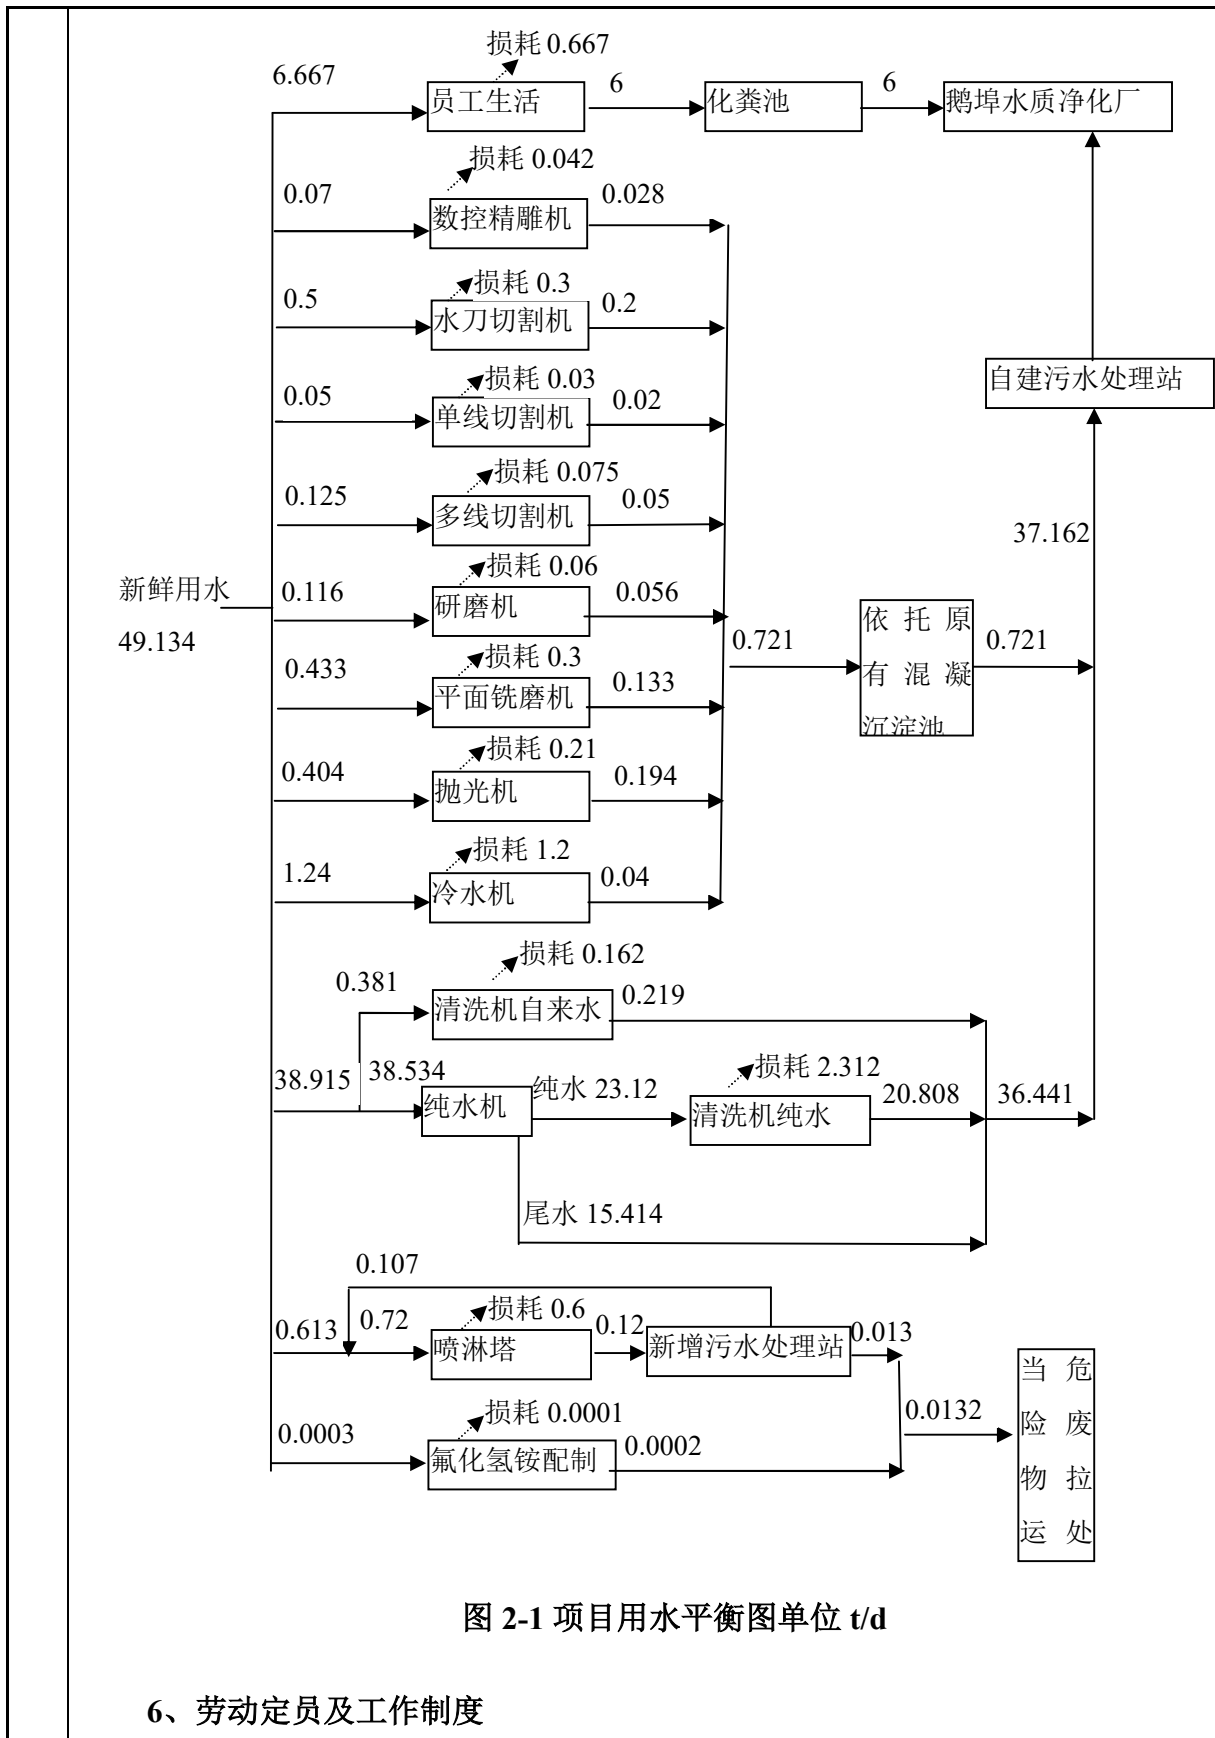 损耗 0.667
6.667
员工生活
6
化粪池
6
鹅埠水质净化厂
损耗 0.042
0.07
数控精雕机
0.028
损耗 0.3
0.5
水刀切割机
0.2
自建污水处理站
损耗 0.03
0.05
单线切割机
0.02
损耗 0.075
0.125
多线切割机
0.05
37.162
新鲜用水
49.134
损耗 0.06
0.116
研磨机
0.056
0.721
依托原
有混凝
沉淀池
0.721
损耗 0.3
0.433
平面铣磨机
0.133
损耗 0.21
0.404
抛光机
0.194
损耗 1.2
1.24
冷水机
0.04
损耗 0.162
0.381
清洗机自来水
0.219
38.915
38.534
纯水机
纯水 23.12
损耗 2.312
清洗机纯水
20.808
36.441
尾水 15.414
0.107
0.613
0.72
损耗 0.6
喷淋塔
0.12
新增污水处理站
0.013
当危
险废
物拉
运处
0.0132
损耗 0.0001
0.0003
氟化氢铵配制
0.0002
图 2-1 项目用水平衡图单位 t/d
6、劳动定员及工作制度